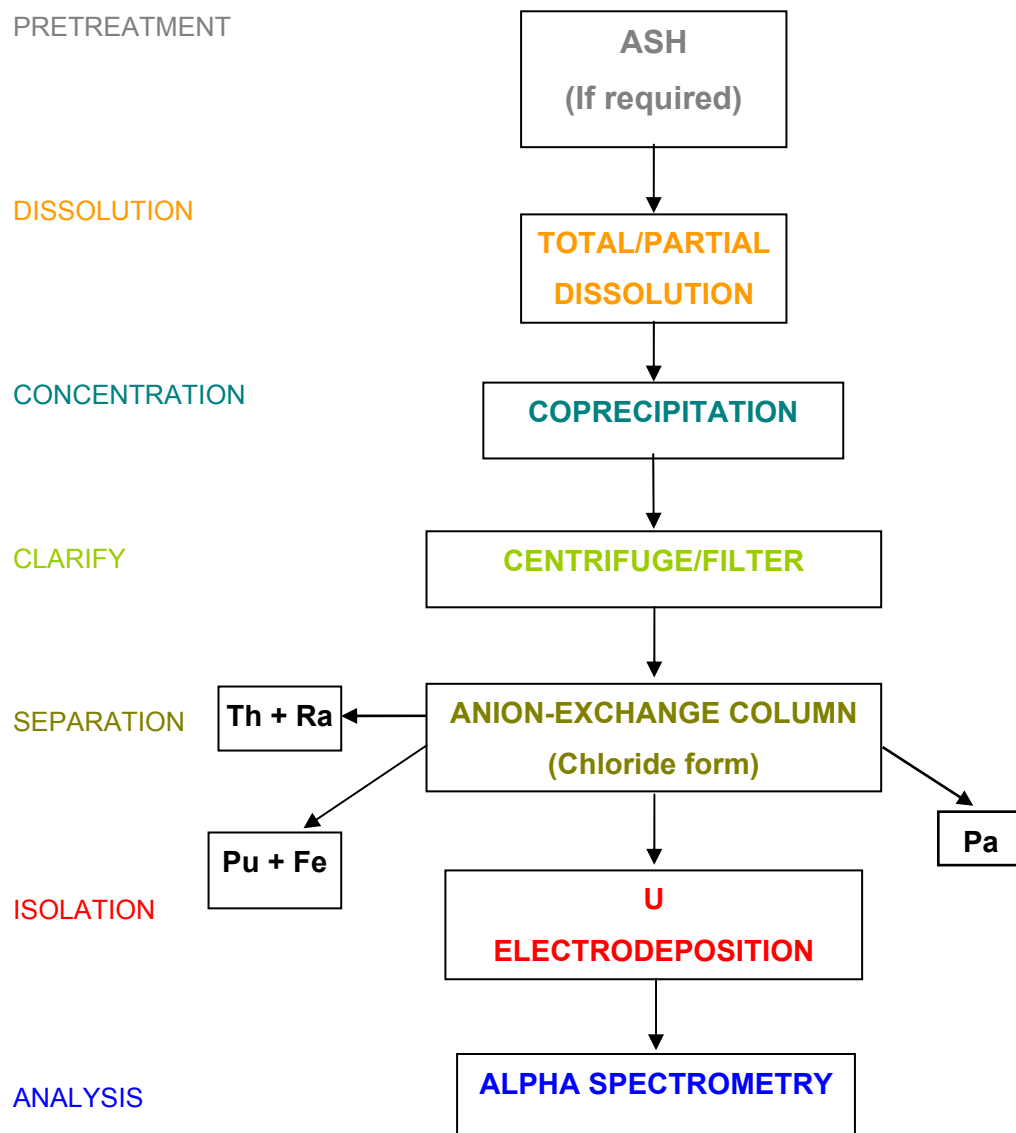 PRETREATMENT
ASH
(If required)
DISSOLUTION
TOTAL/PARTIAL
DISSOLUTION
CONCENTRATION
COPRECIPITATION
CLARIFY
CENTRIFUGE/FILTER
SEPARATION
Th + Ra
ANION-EXCHANGE COLUMN
(Chloride form)
Pu + Fe
Pa
ISOLATION
U
ELECTRODEPOSITION
ANALYSIS
ALPHA SPECTROMETRY